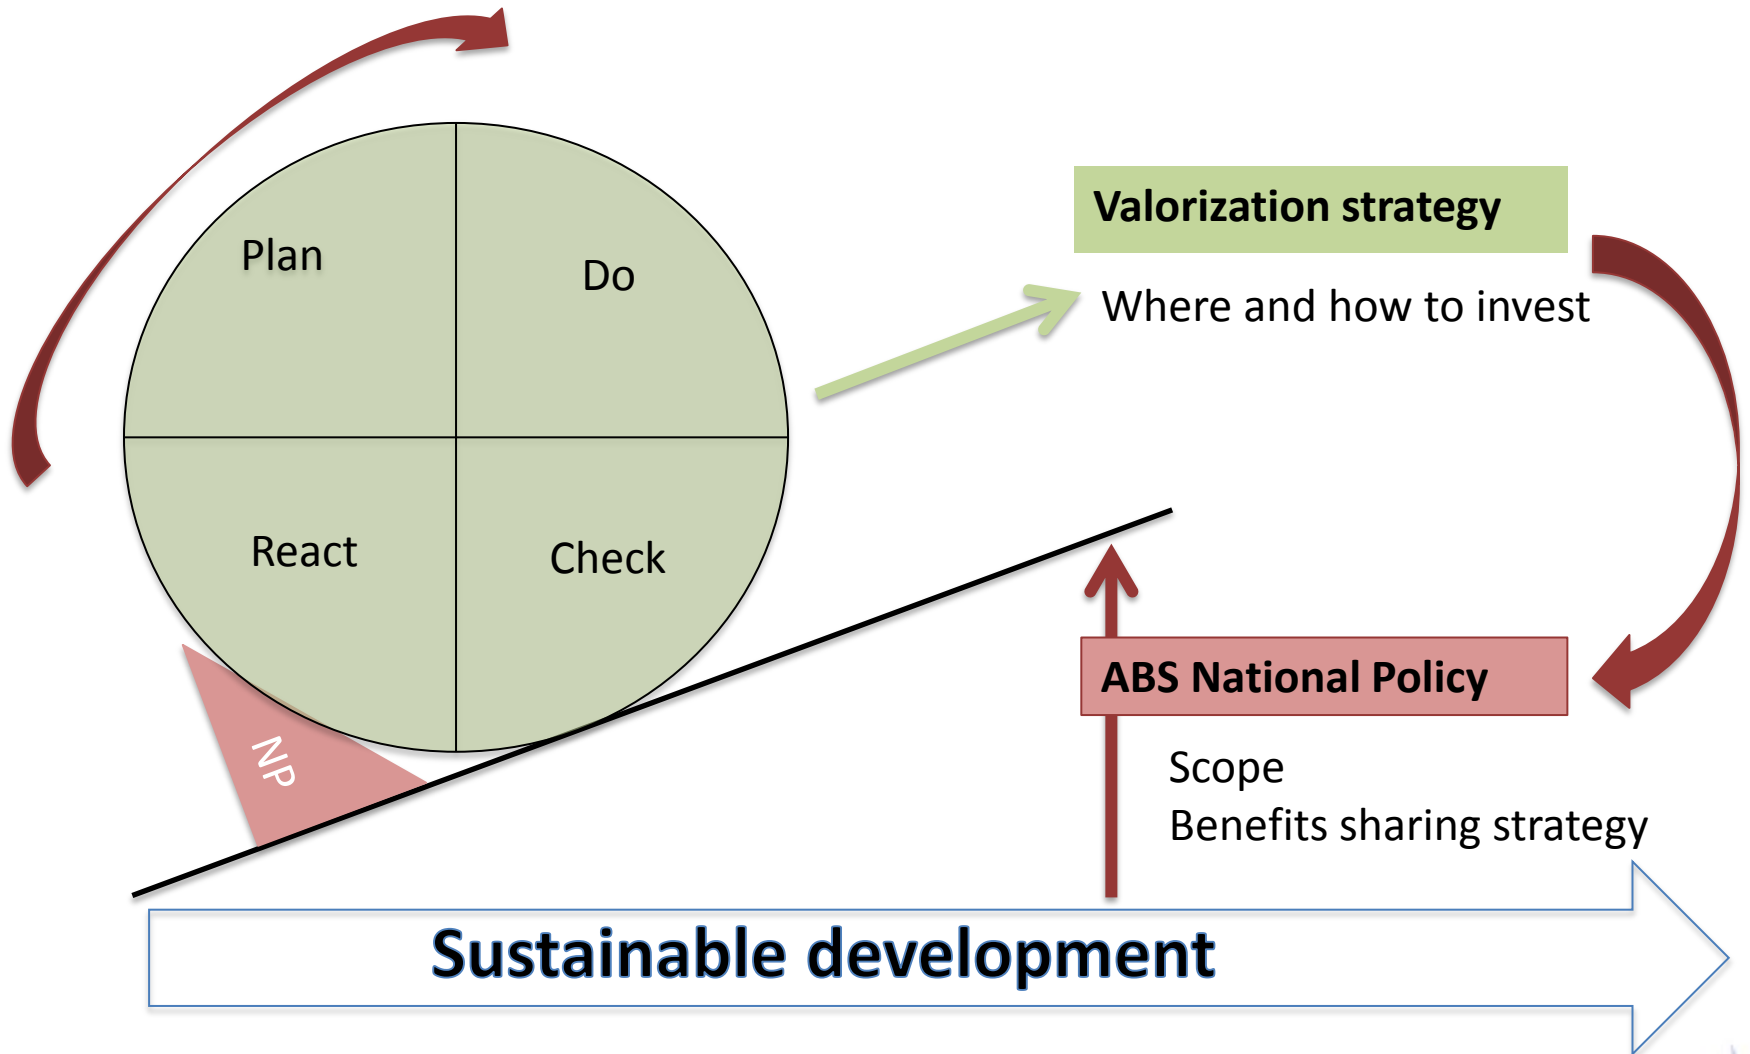 Plan
Do
React
Check
NP
Valorization strategy
Where and how to invest
ABS National Policy
Scope
Benefits sharing strategy
Sustainable development